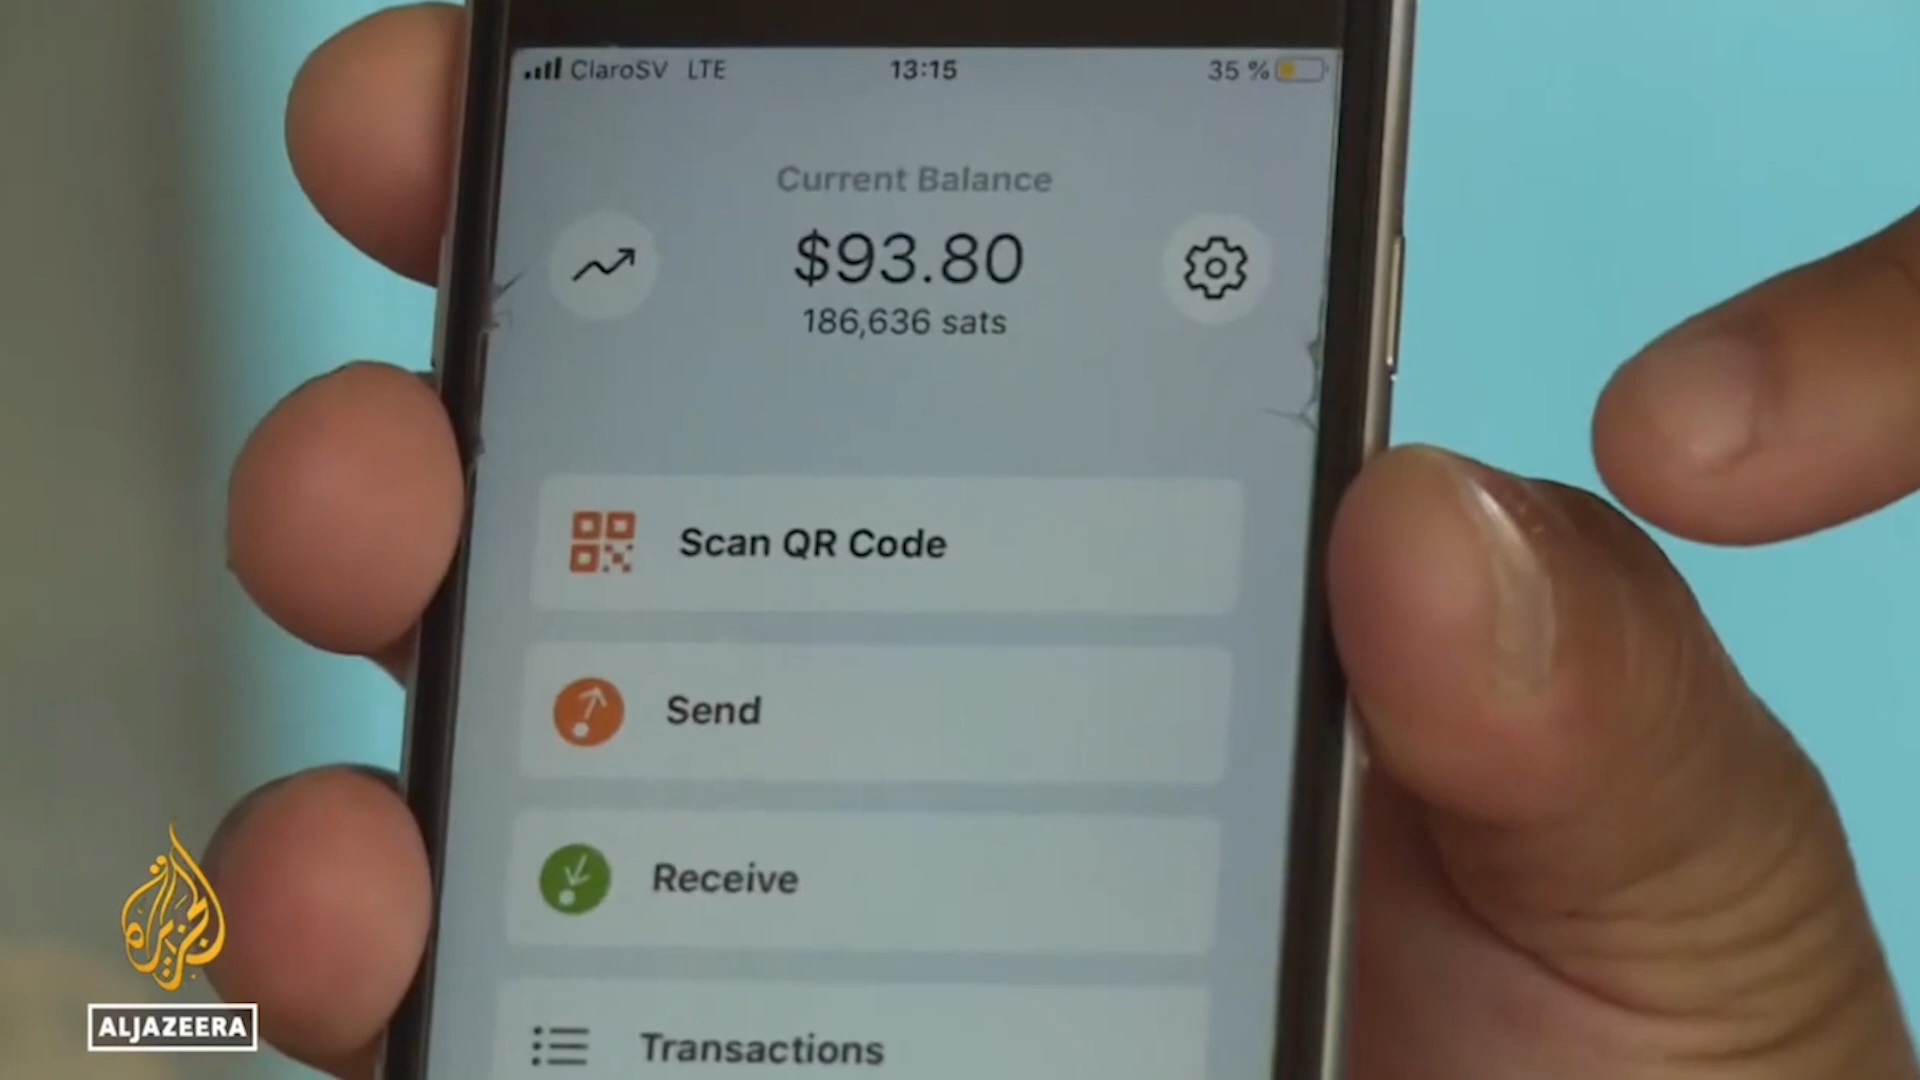 ClaroSV LTE 13:15 35 %
Current Balance
$93.80
186,636 sats
Scan QR Code
Send
Receive
Transactions
الجزيرة
ALJAZEERA